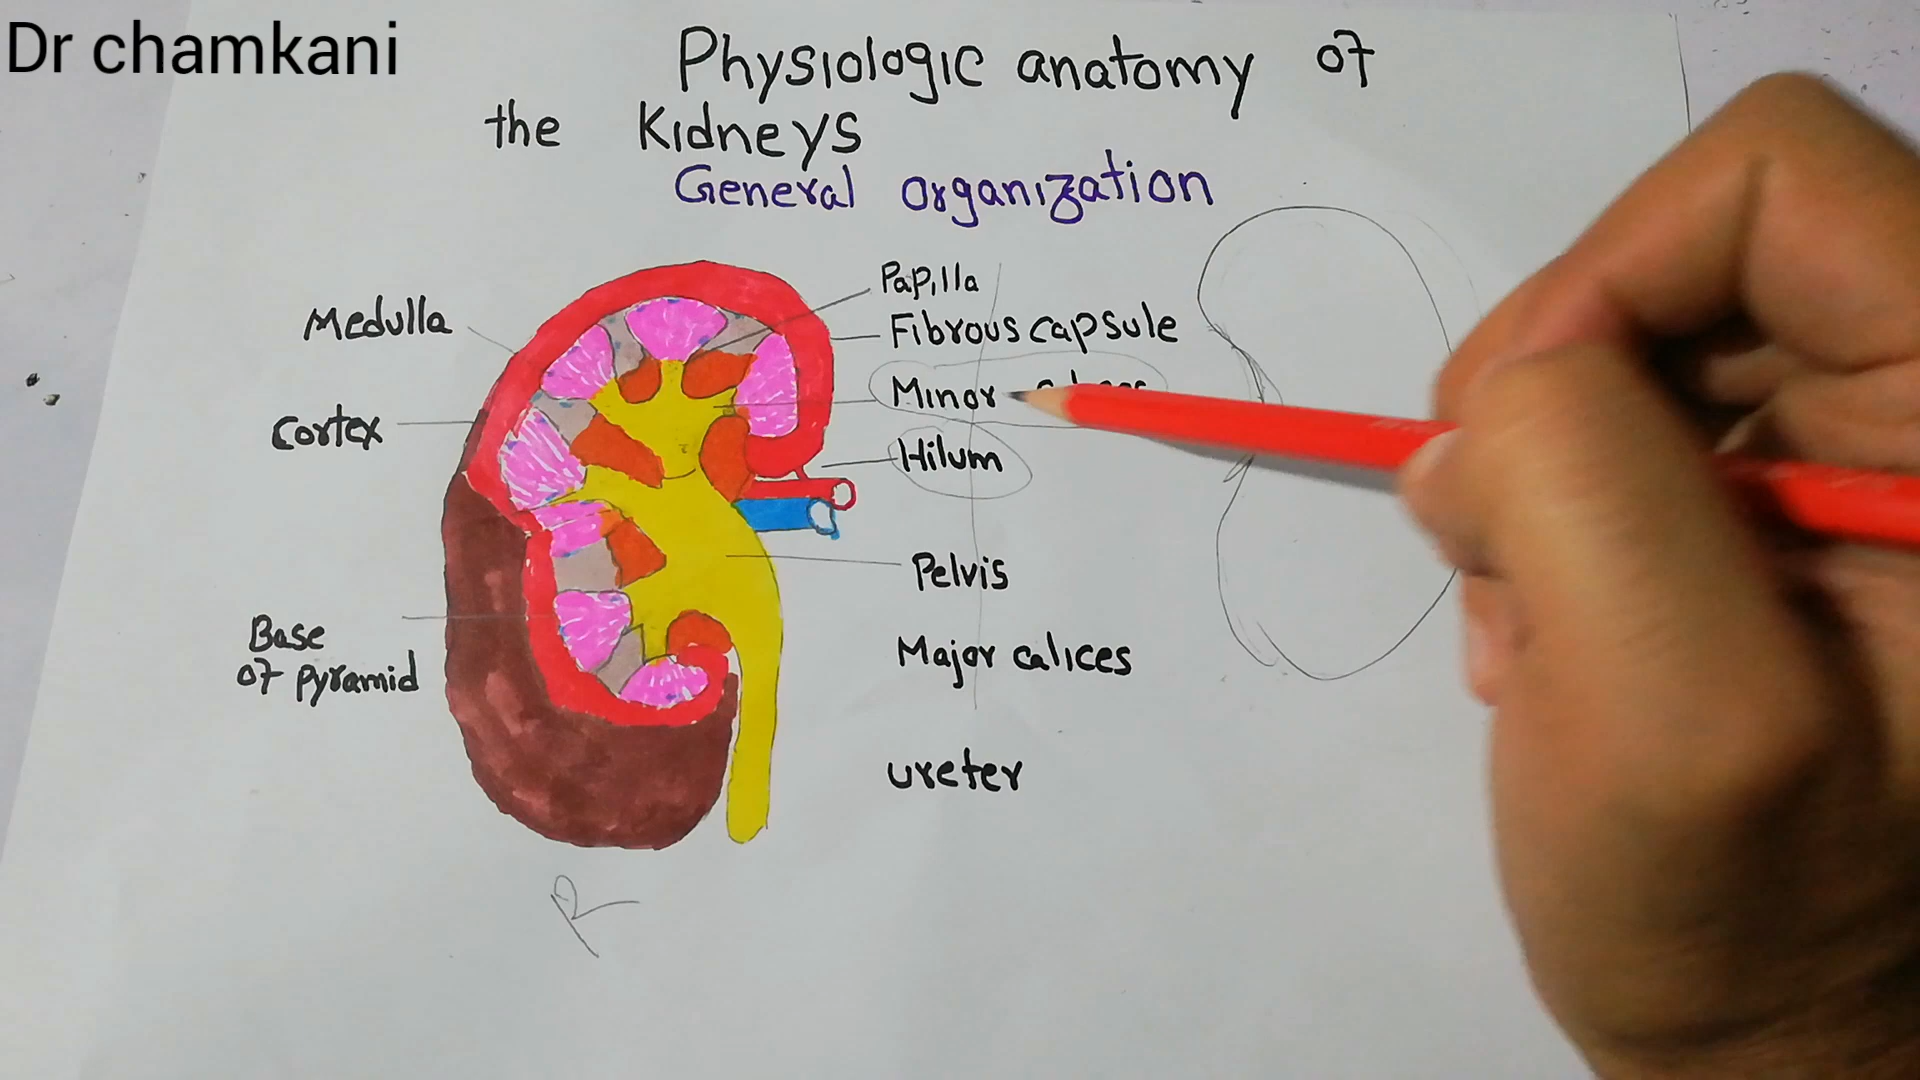 Dr chamkani
Physiologic anatomy of
the Kidneys
General organization
Papilla
Medulla
Fibrous capsule
Minor
Cortex
Hilum
Pelvis
Base
of pyramid
Major calices
ureter
R